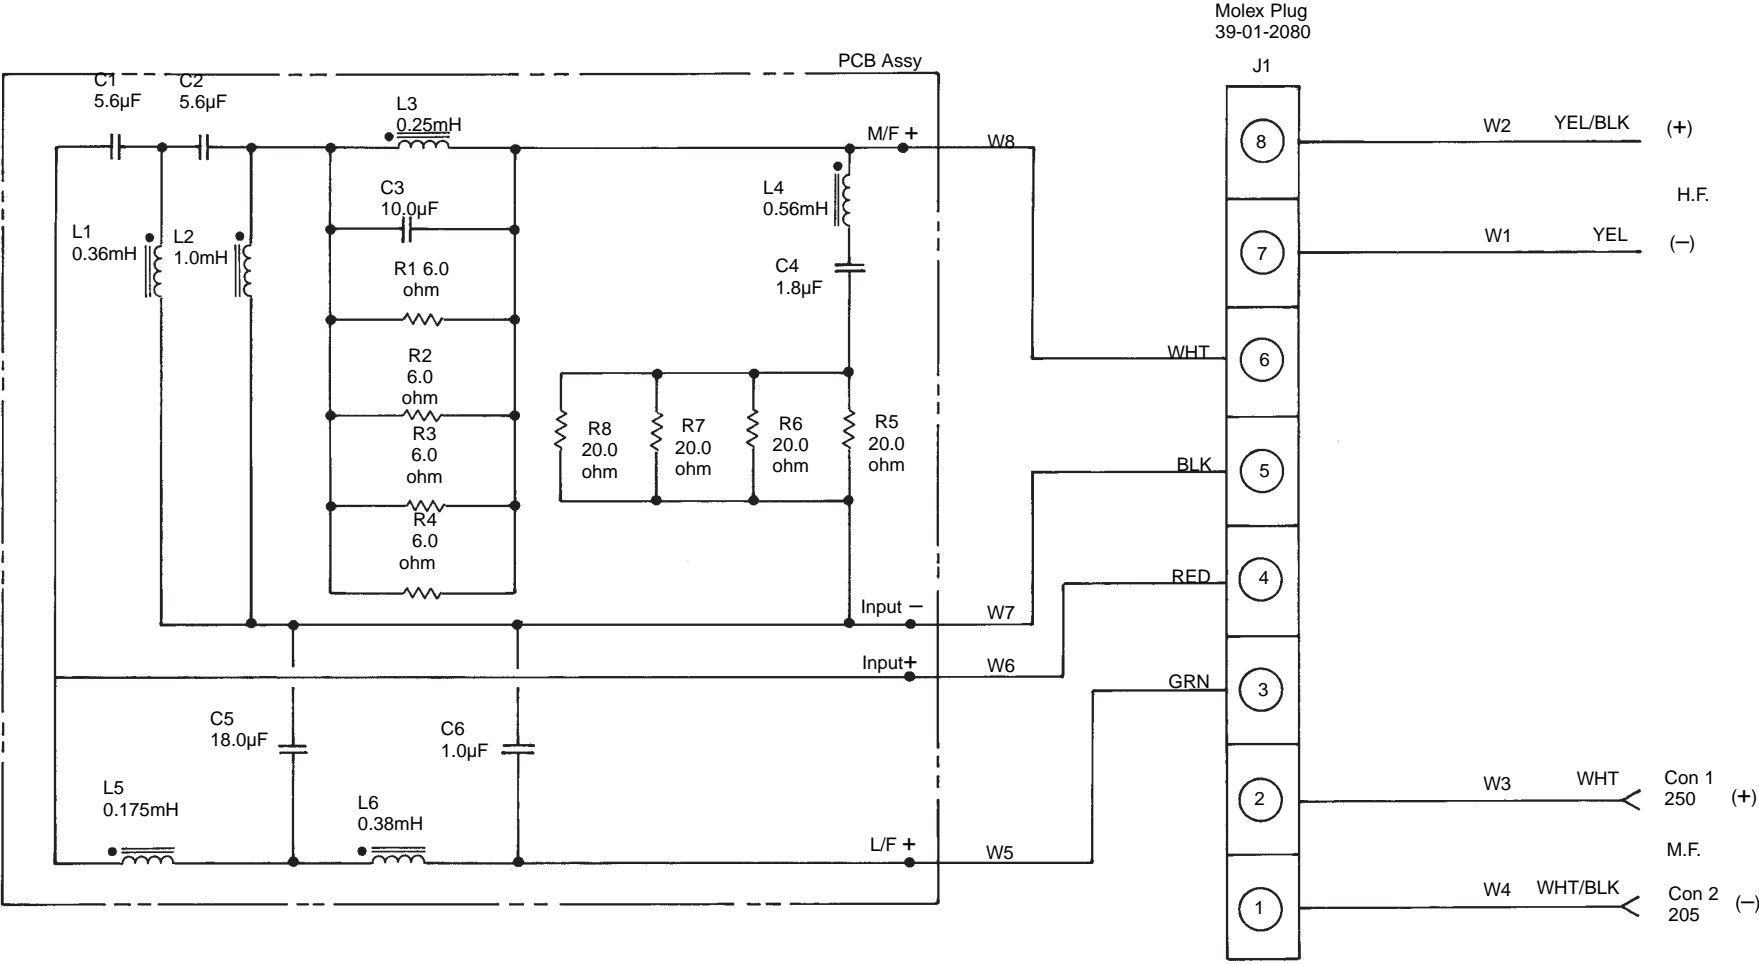 Molex Plug
39-01-2080
J1
PCB Assy
C1
5.6µF
C2
5.6µF
L3
0.25mH
M/F +
W8
C3
10.0µF
L4
0.56mH
L1
0.36mH
L2
1.0mH
R1 6.0
ohm
C4
1.8µF
R2
6.0
ohm
R3
6.0
ohm
R4
6.0
ohm
R8
20.0
ohm
R7
20.0
ohm
R6
20.0
ohm
R5
20.0
ohm
Input –
W7
Input+
W6
C5
18.0µF
C6
1.0µF
L5
0.175mH
L6
0.38mH
L/F +
W5
WHT
BLK
RED
GRN
8
7
6
5
4
3
2
1
W2 YEL/BLK (+)
H.F.
W1 YEL (–)
W3 WHT Con 1 (+)
250
M.F.
W4 WHT/BLK Con 2 (–)
205